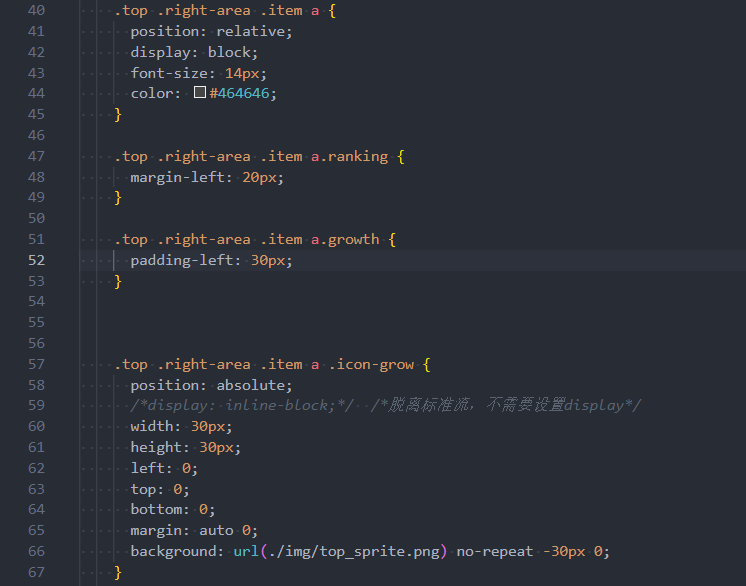 40 .top .right-area .item a {
41 position: relative;
42 display: block;
43 font-size: 14px;
44 color: #464646;
45 }
46
47 .top .right-area .item a.ranking {
48 margin-left: 20px;
49 }
50
51 .top .right-area .item a.growth {
52 padding-left: 30px;
53 }
54
55
56
57 .top .right-area .item a .icon-grow {
58 position: absolute;
59 /*display: inline-block;*/ /*脱离标准流，不需要设置display*/
60 width: 30px;
61 height: 30px;
62 left: 0;
63 top: 0;
64 bottom: 0;
65 margin: auto 0;
66 background: url(./img/top_sprite.png) no-repeat -30px 0;
67 }